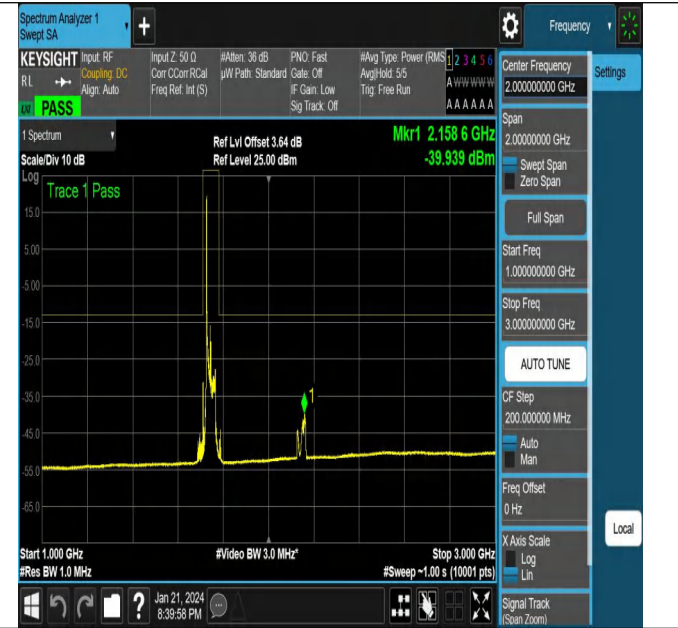 Spectrum Analyzer 1
Swept SA
Frequency
KEYSIGHT
RL
LXI
PASS
Input: RF
Coupling: DC
Align: Auto
Input Z: 50 Ω
Corr CCorr RCal
Freq Ref: Int (S)
#Atten: 36 dB
µW Path: Standard
PNO: Fast
Gate: Off
IF Gain: Low
Sig Track: Off
#Avg Type: Power (RMS
Avg|Hold: 5/5
Trig: Free Run
1 2 3 4 5 6
A W W W W W
A A A A A A
1 Spectrum
Scale/Div 10 dB
Ref Lvl Offset 3.64 dB
Ref Level 25.00 dBm
Mkr1 2.158 6 GHz
-39.939 dBm
Log
Trace 1 Pass
15.0
5.00
-5.00
-15.0
-25.0
-35.0
-45.0
-55.0
-65.0
1
Start 1.000 GHz
#Res BW 1.0 MHz
#Video BW 3.0 MHz*
Stop 3.000 GHz
#Sweep ~1.00 s (10001 pts)
Center Frequency
2.000000000 GHz
Span
2.00000000 GHz
Swept Span
Zero Span
Full Span
Start Freq
1.000000000 GHz
Stop Freq
3.000000000 GHz
AUTO TUNE
CF Step
200.000000 MHz
Auto
Man
Freq Offset
0 Hz
X Axis Scale
Log
Lin
Signal Track
(Span Zoom)
Settings
Local
?
Jan 21, 2024
8:39:58 PM